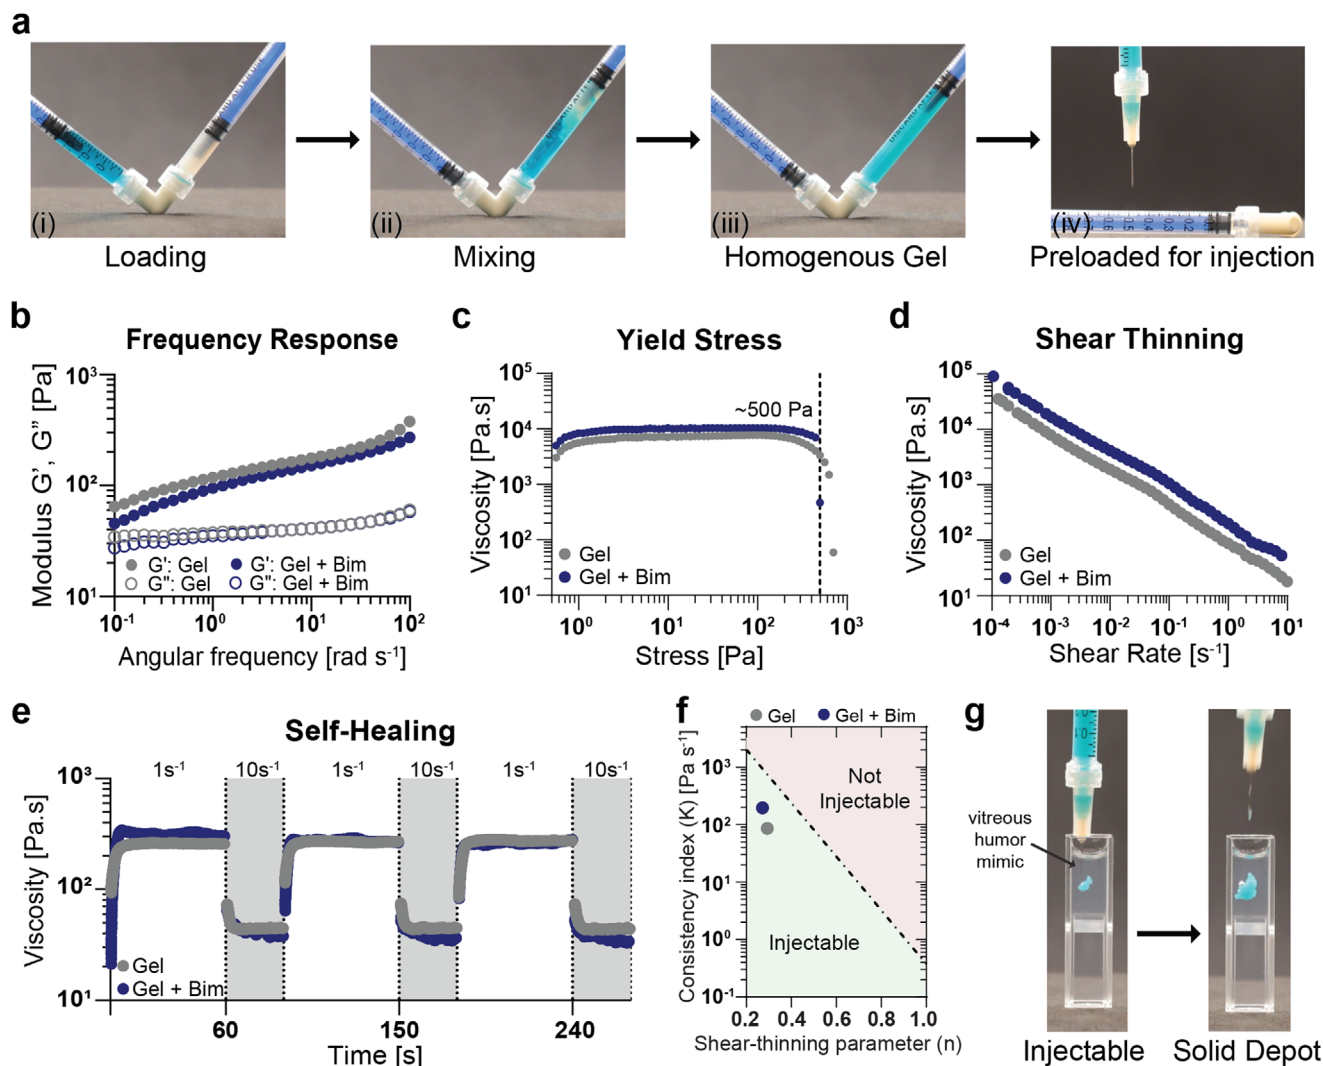 a
(i)
(ii)
(iii)
(iv)
Loading
Mixing
Homogenous Gel
Preloaded for injection
b
Frequency Response
Modulus G', G" [Pa]
10³
10²
10¹
G': Gel
G': Gel + Bim
G": Gel
G": Gel + Bim
10⁻¹
10⁰
10¹
10²
Angular frequency [rad s⁻¹]
c
Yield Stress
Viscosity [Pa.s]
10⁵
10⁴
10³
10²
10¹
~500 Pa
Gel
Gel + Bim
10⁰
10¹
10²
10³
Stress [Pa]
d
Shear Thinning
Viscosity [Pa.s]
10⁵
10⁴
10³
10²
10¹
Gel
Gel + Bim
10⁻⁴
10⁻³
10⁻²
10⁻¹
10⁰
10¹
Shear Rate [s⁻¹]
e
Self-Healing
1s⁻¹
10s⁻¹
1s⁻¹
10s⁻¹
1s⁻¹
10s⁻¹
Viscosity [Pa.s]
10³
10²
10¹
Gel
Gel + Bim
60
150
240
Time [s]
f
Gel
Gel + Bim
Consistency index (K) [Pa s⁻¹]
10³
10²
10¹
10⁰
10⁻¹
Not
Injectable
Injectable
0.2
0.4
0.6
0.8
1.0
Shear-thinning parameter (n)
g
vitreous
humor
mimic
Injectable
Solid Depot